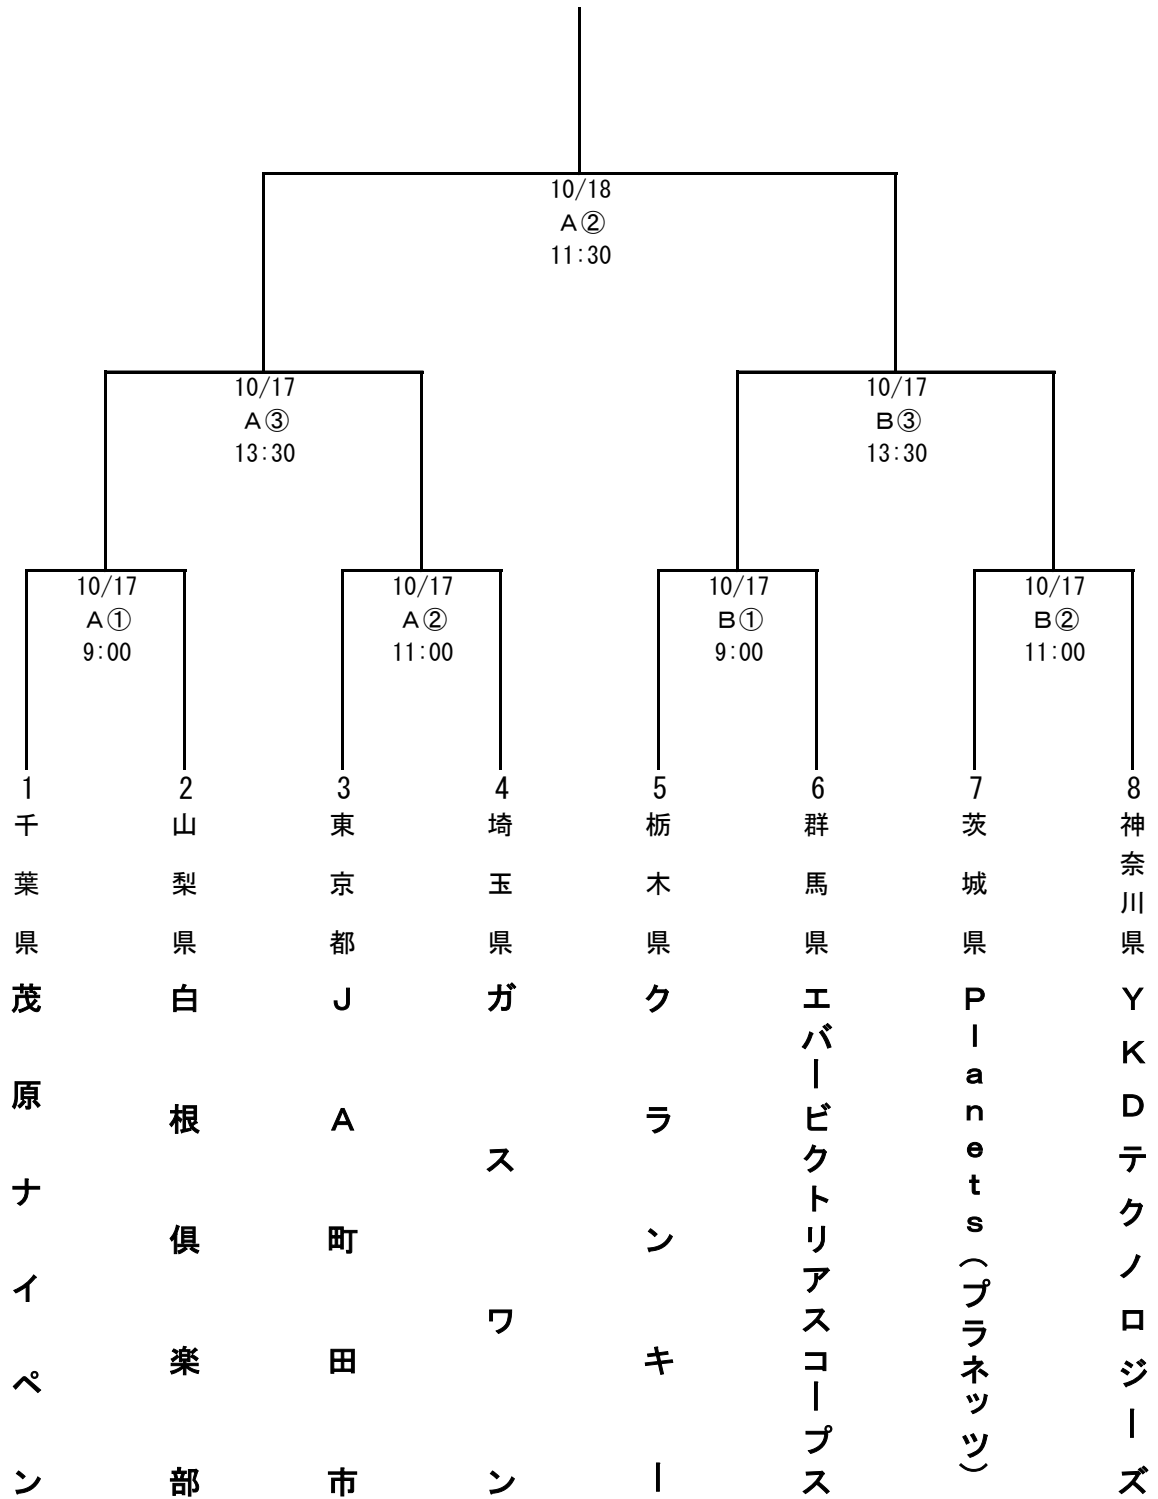 10/18
Ａ②
11:30
10/17
Ａ③
13:30
10/17
Ｂ③
13:30
10/17
Ａ①
9:00
10/17
Ａ②
11:00
10/17
Ｂ①
9:00
10/17
Ｂ②
11:00
1
千葉県
茂原ナイペン
2
山梨県
白根倶楽部
3
東京都
ＪＡ町田市
4
埼玉県
ガスワン
5
栃木県
クランキー
6
群馬県
エバービクトリアスコープス
7
茨城県
Ｐｌａｎｅｔｓ（プラネッツ）
8
神奈川県
ＹＫＤテクノロジーズ